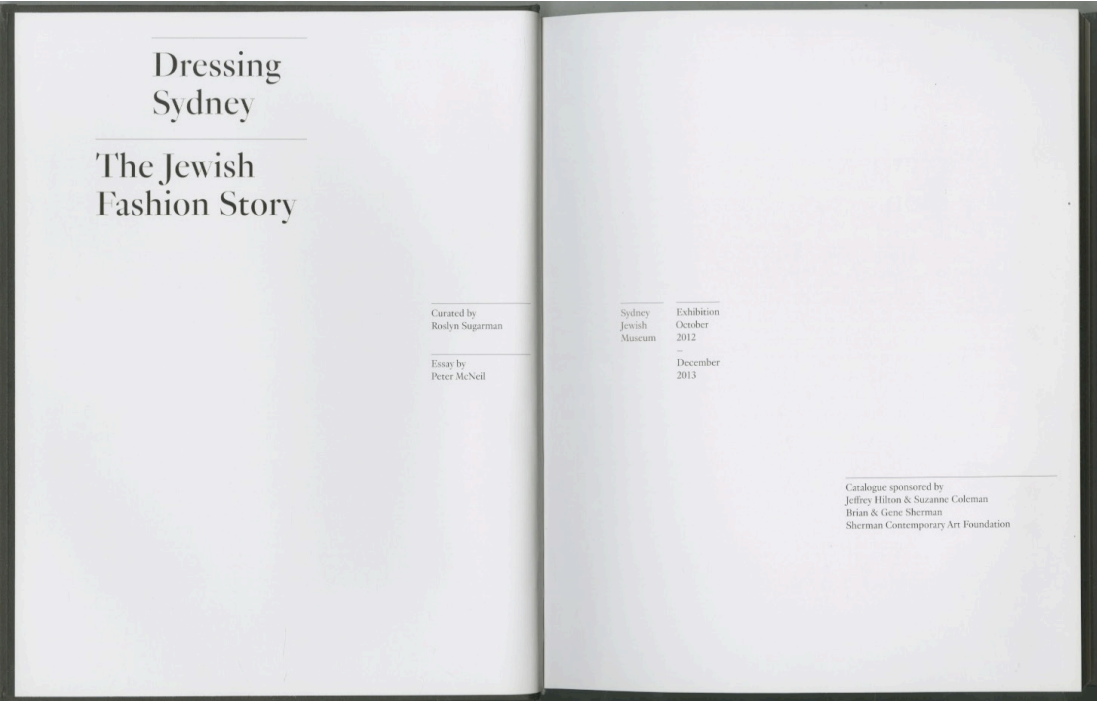 Dressing
Sydney
The Jewish
Fashion Story
Curated by
Roslyn Sugarman
Essay by
Peter McNeil
Sydney
Jewish
Museum
Exhibition
October
2012
–
December
2013
Catalogue sponsored by
Jeffrey Hilton & Suzanne Coleman
Brian & Gene Sherman
Sherman Contemporary Art Foundation